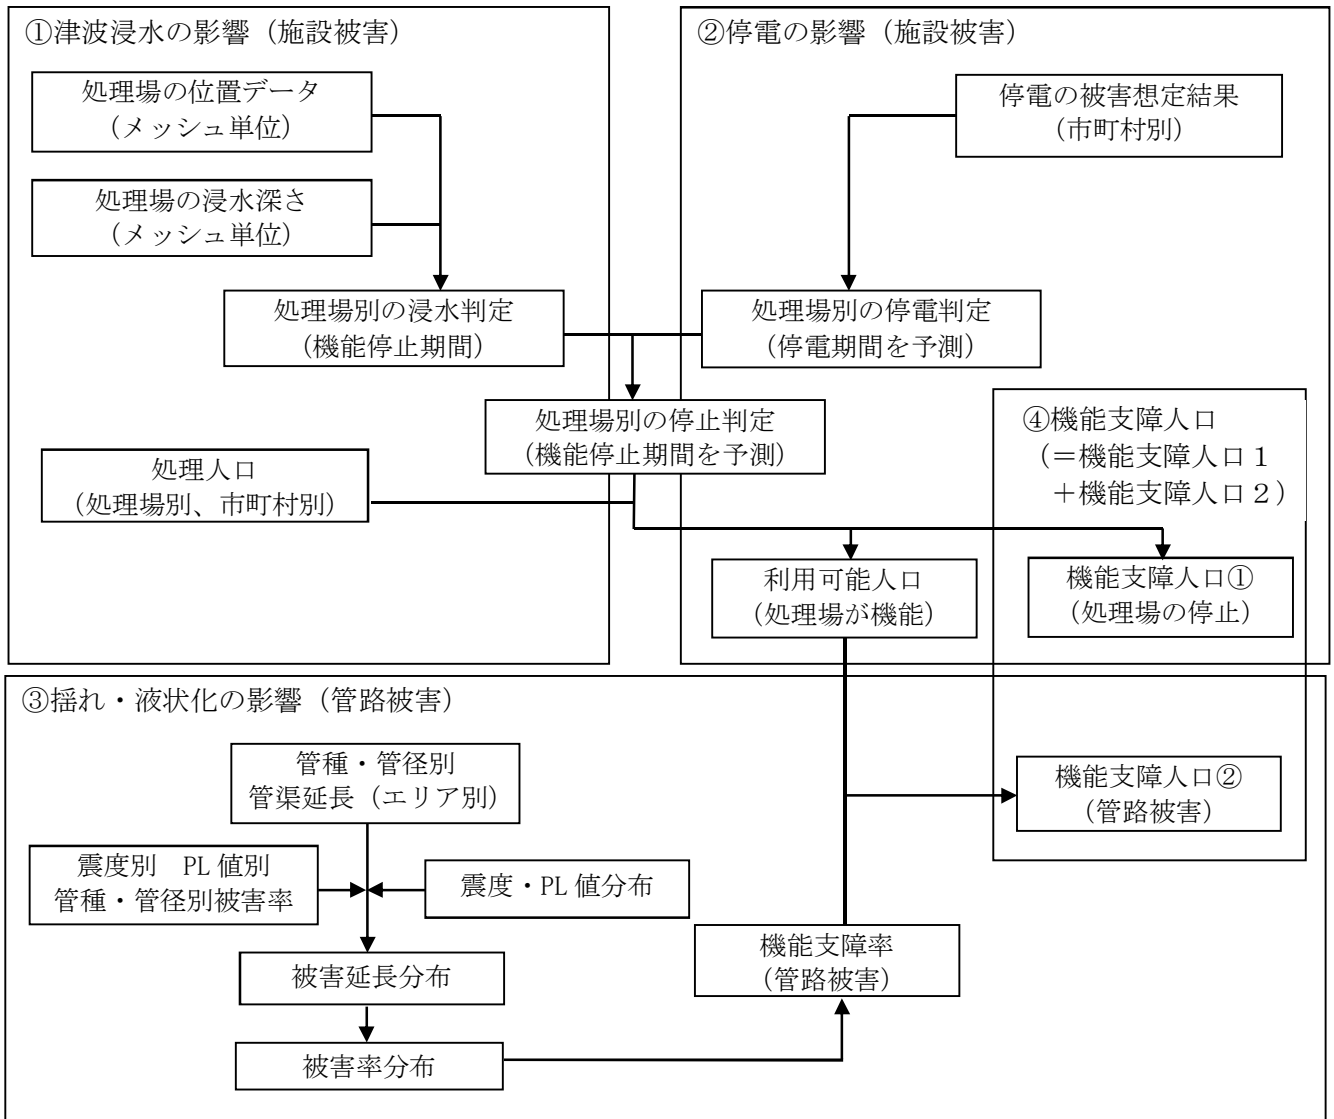 ①津波浸水の影響（施設被害）
処理場の位置データ
（メッシュ単位）
処理場の浸水深さ
（メッシュ単位）
処理場別の浸水判定
（機能停止期間）
②停電の影響（施設被害）
停電の被害想定結果
（市町村別）
処理場別の停電判定
（停電期間を予測）
処理場別の停止判定
（機能停止期間を予測）
処理人口
（処理場別、市町村別）
④機能支障人口
（＝機能支障人口１
＋機能支障人口２）
利用可能人口
（処理場が機能）
機能支障人口①
（処理場の停止）
③揺れ・液状化の影響（管路被害）
管種・管径別
管渠延長（エリア別）
震度別　PL 値別
管種・管径別被害率
震度・PL 値分布
被害延長分布
被害率分布
機能支障率
（管路被害）
機能支障人口②
（管路被害）